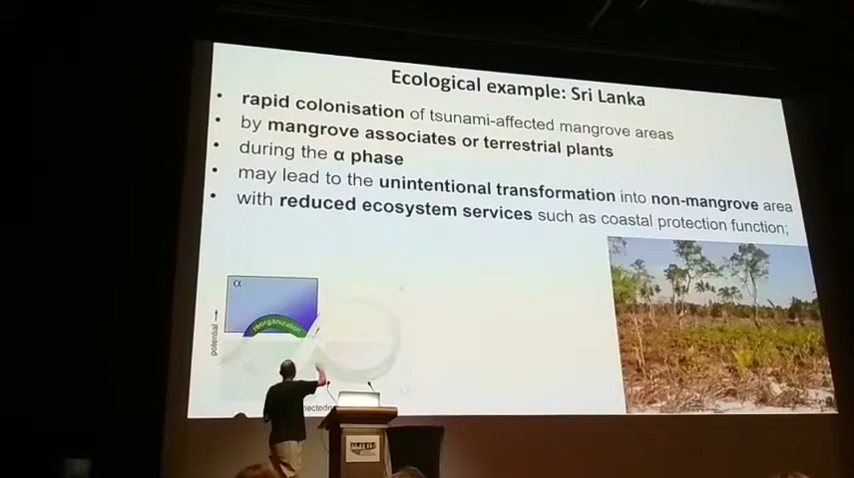 Ecological example: Sri Lanka
• rapid colonisation of tsunami-affected mangrove areas
• by mangrove associates or terrestrial plants
• during the α phase
• may lead to the unintentional transformation into non-mangrove area
• with reduced ecosystem services such as coastal protection function;
α
reorganization
potential →